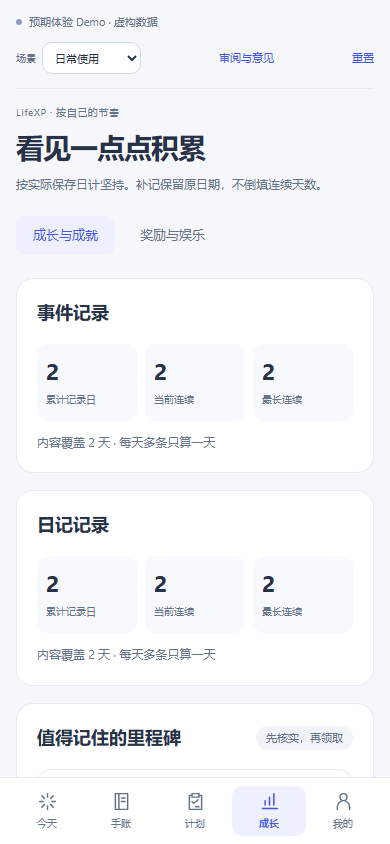 预期体验 Demo · 虚构数据
场景 日常使用 审阅与意见 重置
LifeXP · 按自己的节奏
看见一点点积累
按实际保存日计坚持。补记保留原日期，不倒填连续天数。
成长与成就 奖励与娱乐
事件记录
2 2 2
累计记录日 当前连续 最长连续
内容覆盖 2 天 · 每天多条只算一天
日记记录
2 2 2
累计记录日 当前连续 最长连续
内容覆盖 2 天 · 每天多条只算一天
值得记住的里程碑 先核实，再领取
今天 手账 计划 成长 我的